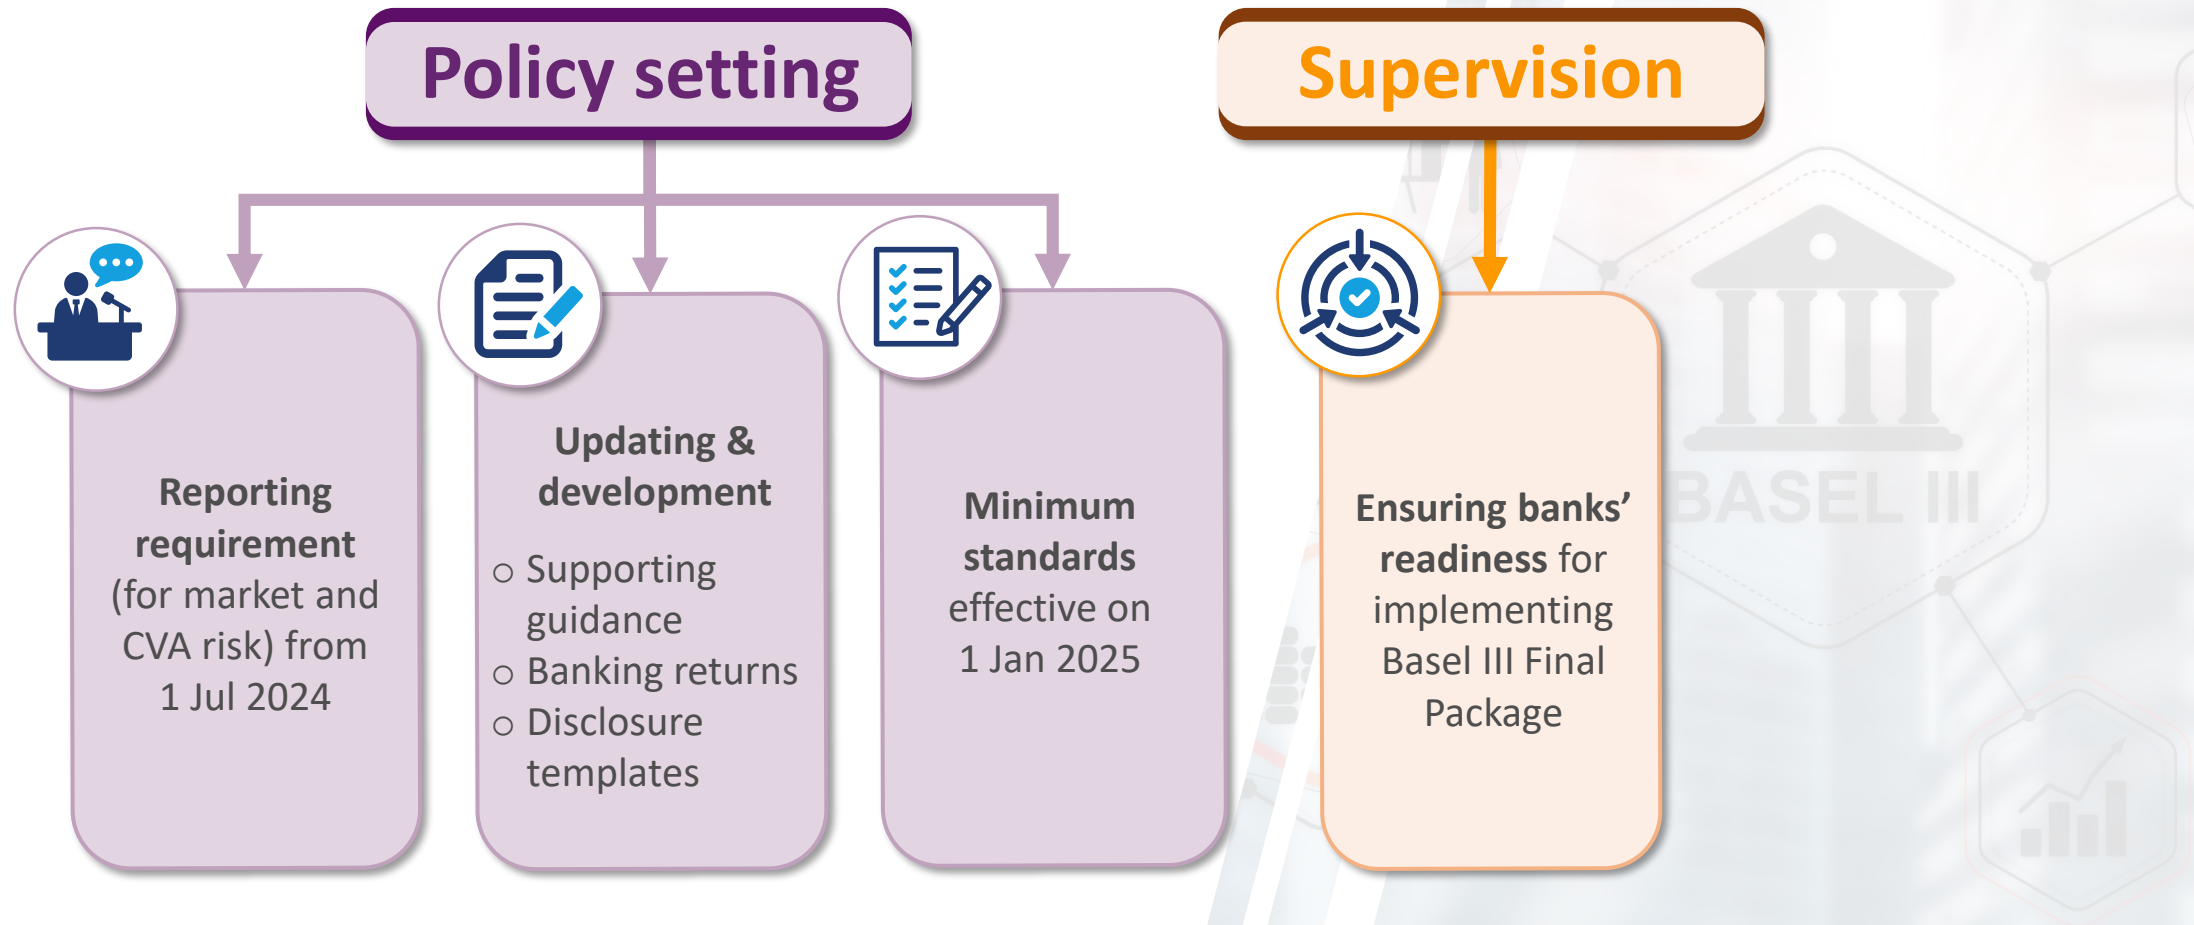 Policy setting
Supervision
Reporting
requirement
(for market and
CVA risk) from
1 Jul 2024
Updating &
development
o Supporting
guidance
o Banking returns
o Disclosure
templates
Minimum
standards
effective on
1 Jan 2025
Ensuring banks’
readiness for
implementing
Basel III Final
Package
BASEL III